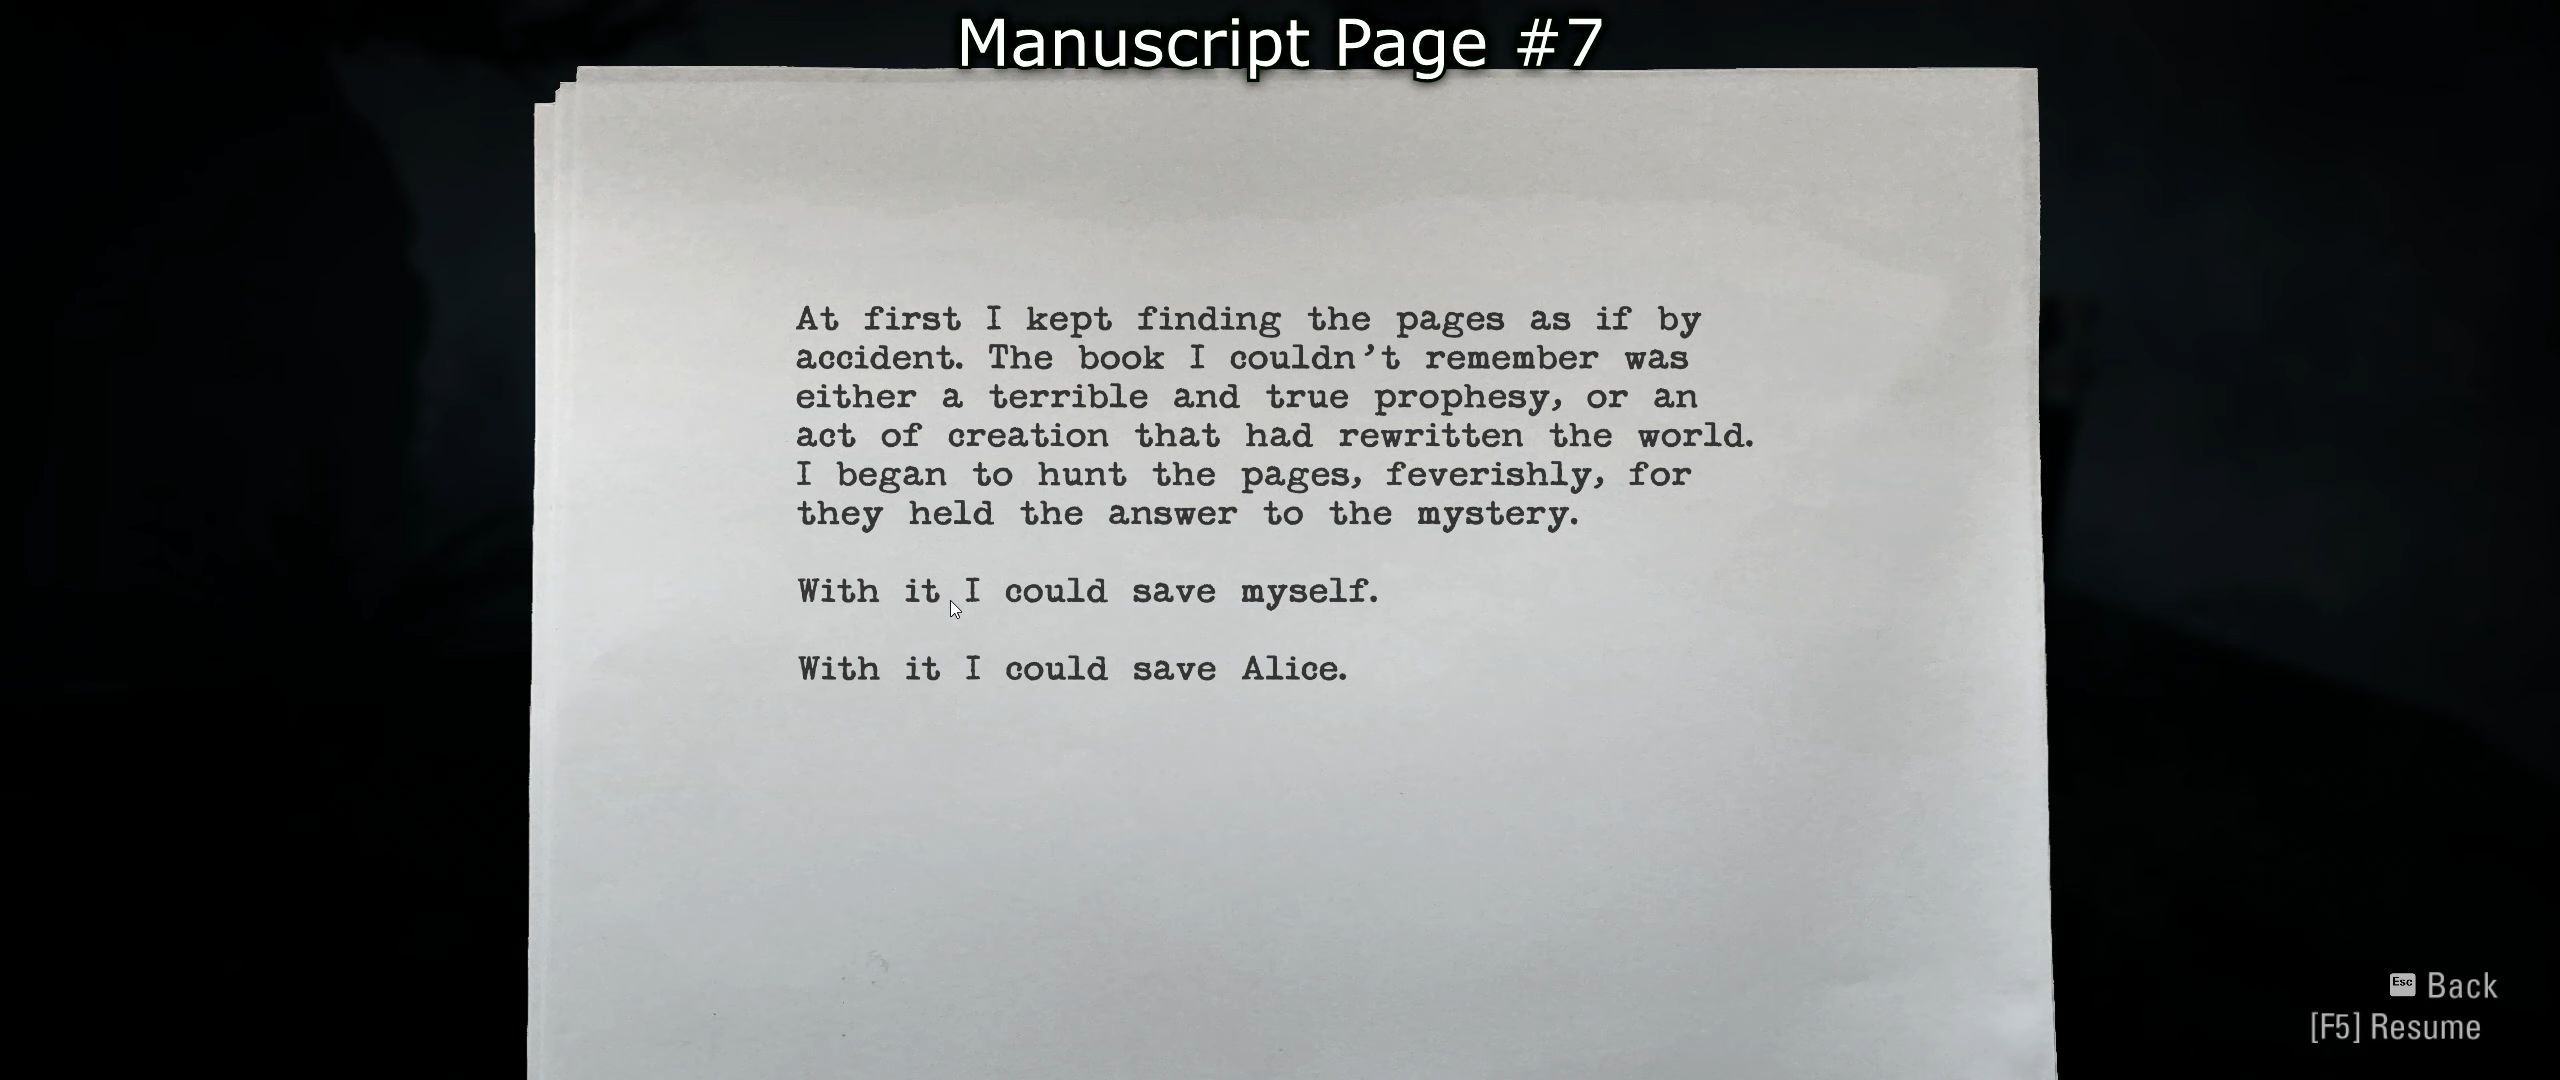 Manuscript Page #7
At first I kept finding the pages as if by
accident. The book I couldn’t remember was
either a terrible and true prophesy, or an
act of creation that had rewritten the world.
I began to hunt the pages, feverishly, for
they held the answer to the mystery.
With it I could save myself.
With it I could save Alice.
Esc Back
[F5] Resume